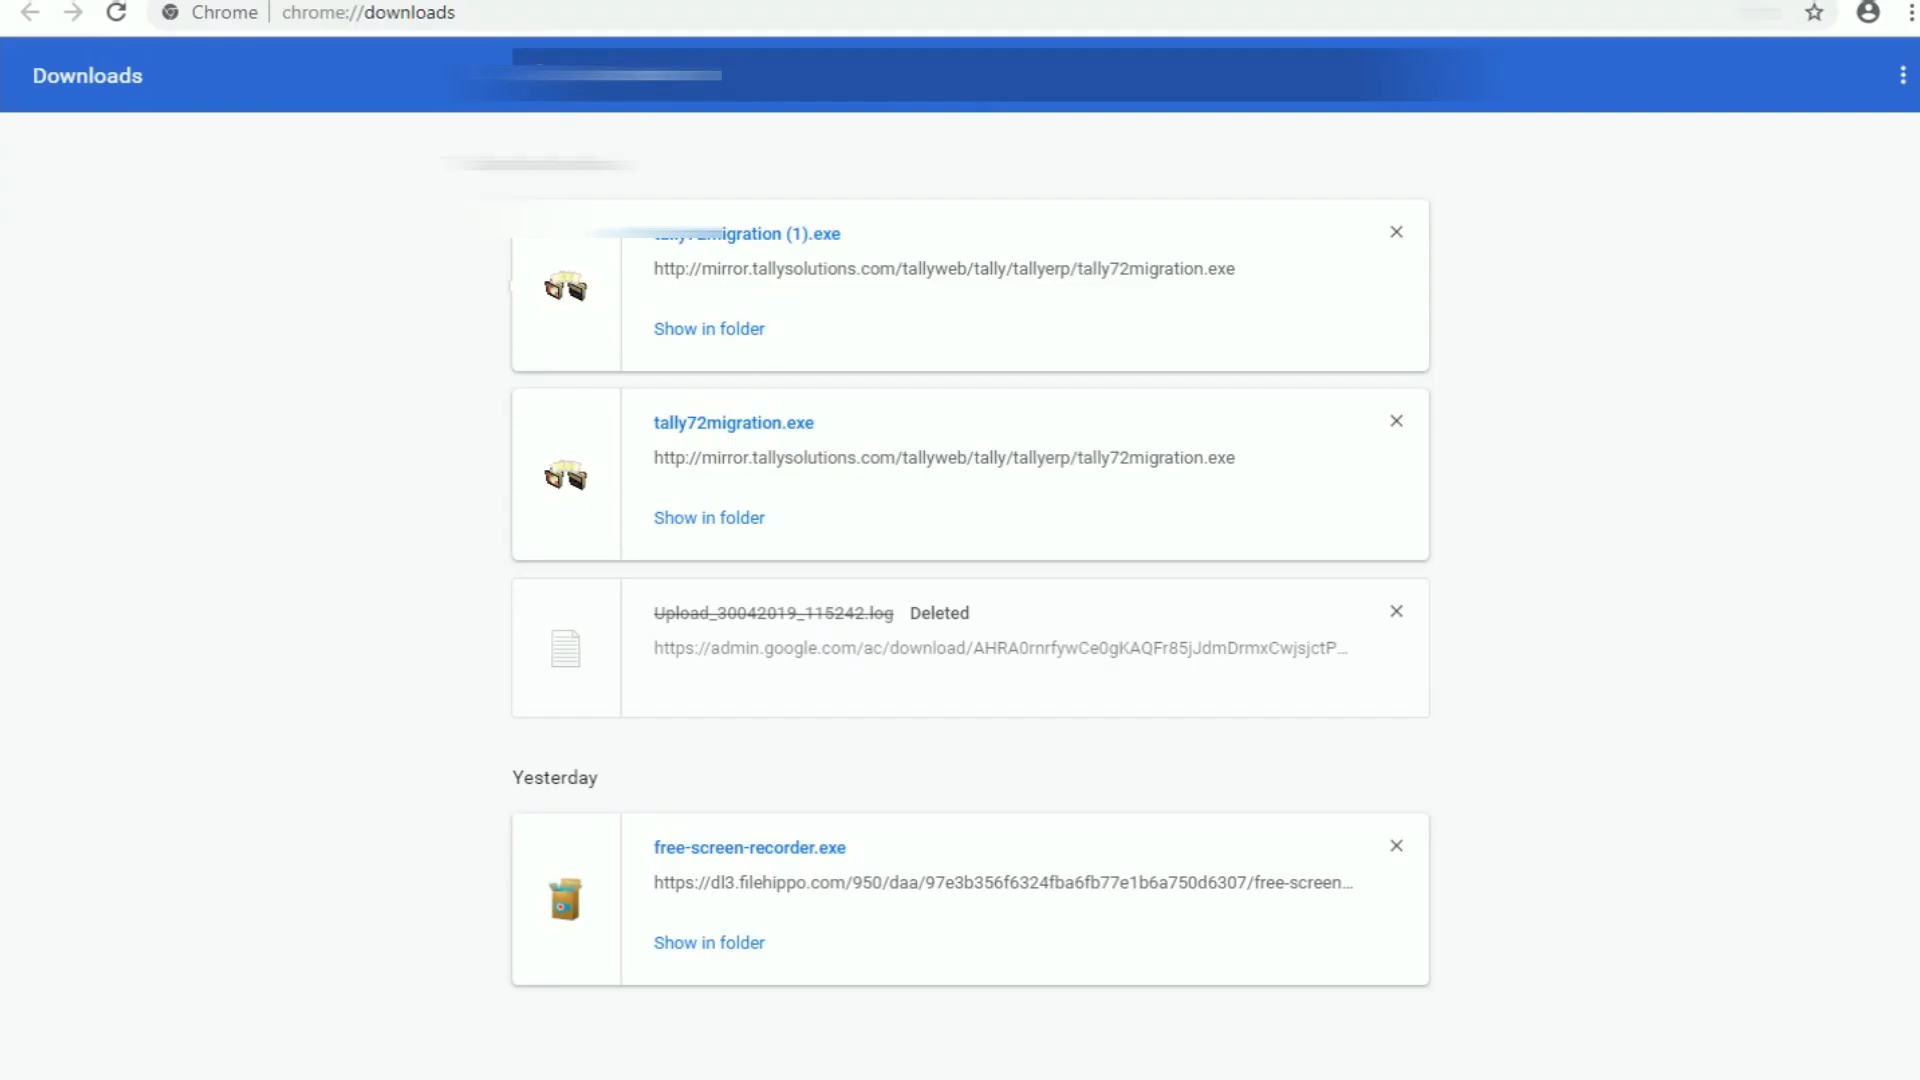 Chrome chrome://downloads
Downloads
igration (1).exe
http://mirror.tallysolutions.com/tallyweb/tally/tallyerp/tally72migration.exe
Show in folder
tally72migration.exe
http://mirror.tallysolutions.com/tallyweb/tally/tallyerp/tally72migration.exe
Show in folder
Upload_30042019_115242.log Deleted
https://admin.google.com/ac/download/AHRA0rnrfywCe0gKAQFr85jJdmDrmxCwjsjctP...
Yesterday
free-screen-recorder.exe
https://dl3.filehippo.com/950/daa/97e3b356f6324fba6fb77e1b6a750d6307/free-screen...
Show in folder